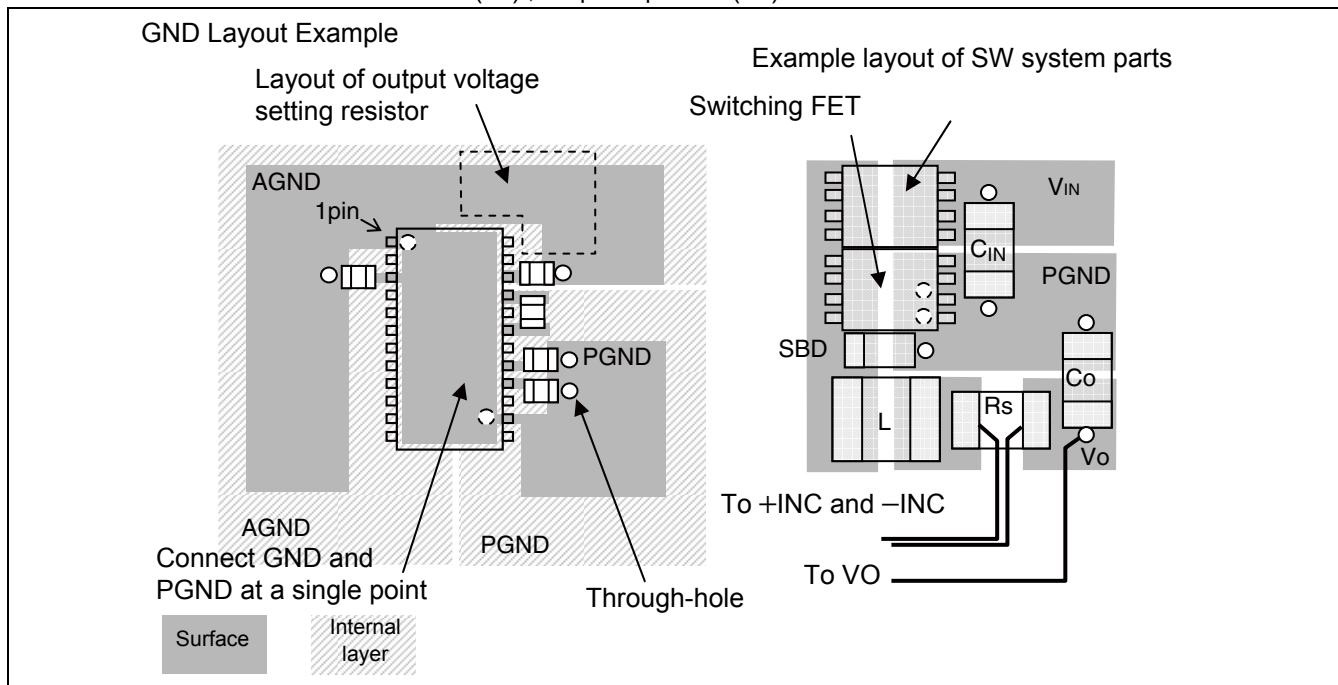 GND Layout Example
Layout of output voltage
setting resistor
AGND
1pin
PGND
AGND
PGND
Connect GND and
PGND at a single point
Through-hole
Surface
Internal
layer
Example layout of SW system parts
Switching FET
VIN
CIN
PGND
SBD
Co
L
Rs
Vo
To +INC and −INC
To VO